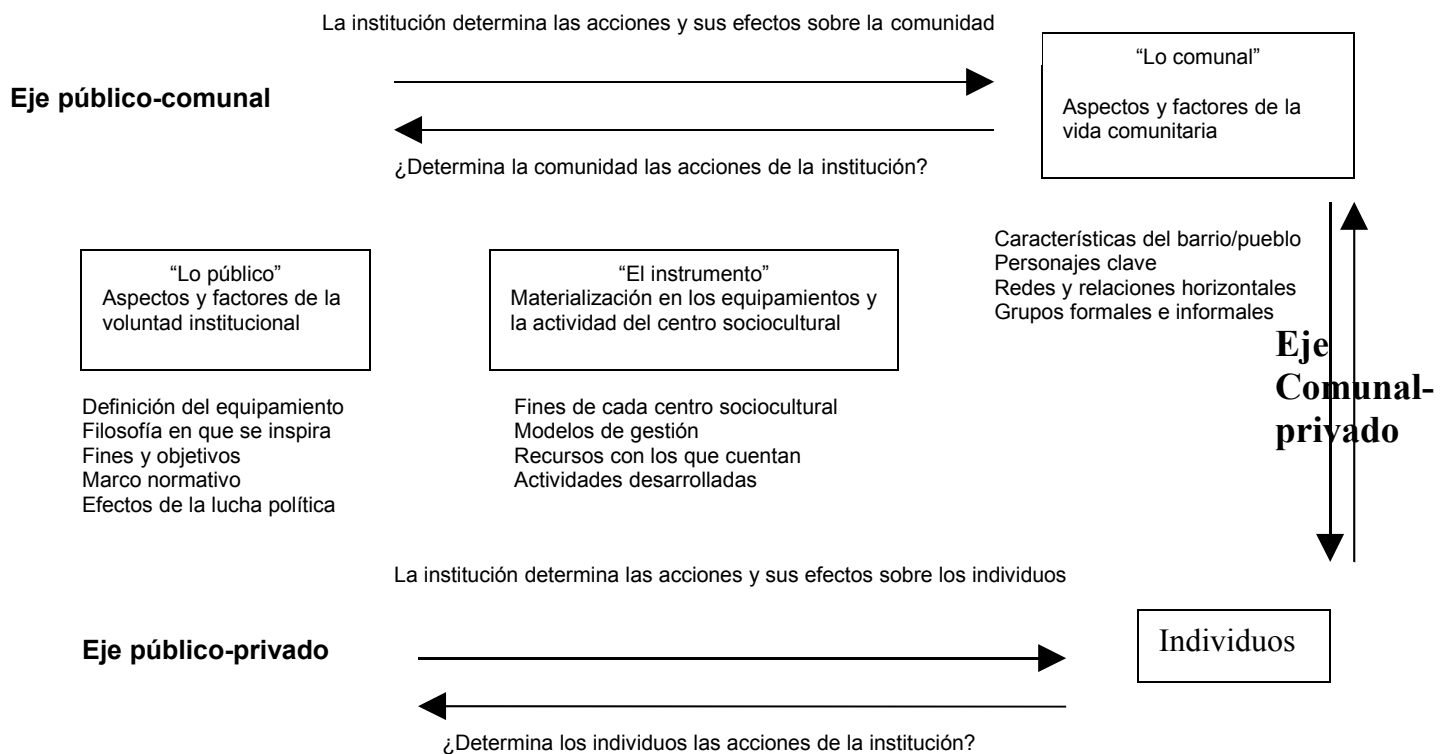 La institución determina las acciones y sus efectos sobre la comunidad
Eje público-comunal
“Lo comunal”
Aspectos y factores de la
vida comunitaria
¿Determina la comunidad las acciones de la institución?
“Lo público”
Aspectos y factores de la
voluntad institucional
“El instrumento”
Materialización en los equipamientos y
la actividad del centro sociocultural
Características del barrio/pueblo
Personajes clave
Redes y relaciones horizontales
Grupos formales e informales
Eje
Comunal-
privado
Definición del equipamiento
Filosofía en que se inspira
Fines y objetivos
Marco normativo
Efectos de la lucha política
Fines de cada centro sociocultural
Modelos de gestión
Recursos con los que cuentan
Actividades desarrolladas
La institución determina las acciones y sus efectos sobre los individuos
Eje público-privado
Individuos
¿Determina los individuos las acciones de la institución?